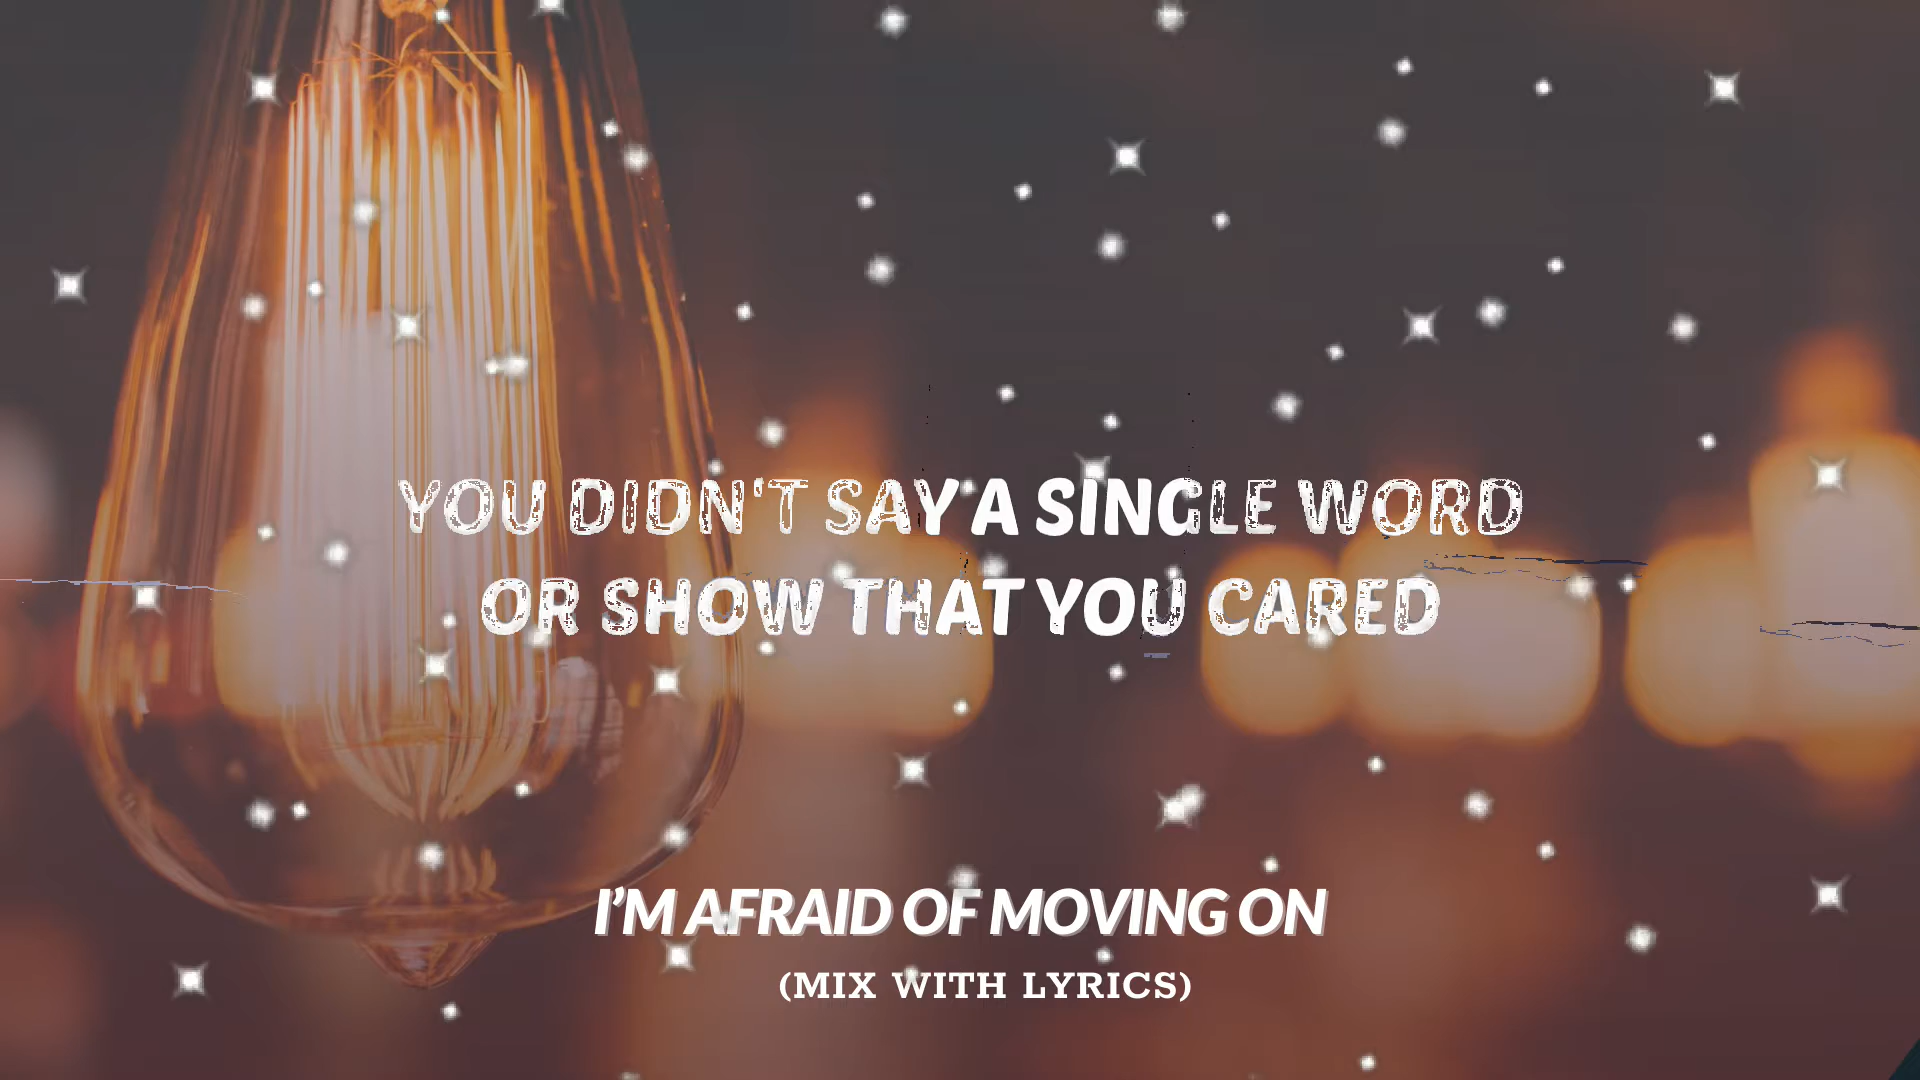 YOU DIDN'T SAY A SINGLE WORD
OR SHOW THAT YOU CARED
I'M AFRAID OF MOVING ON
(MIX WITH LYRICS)